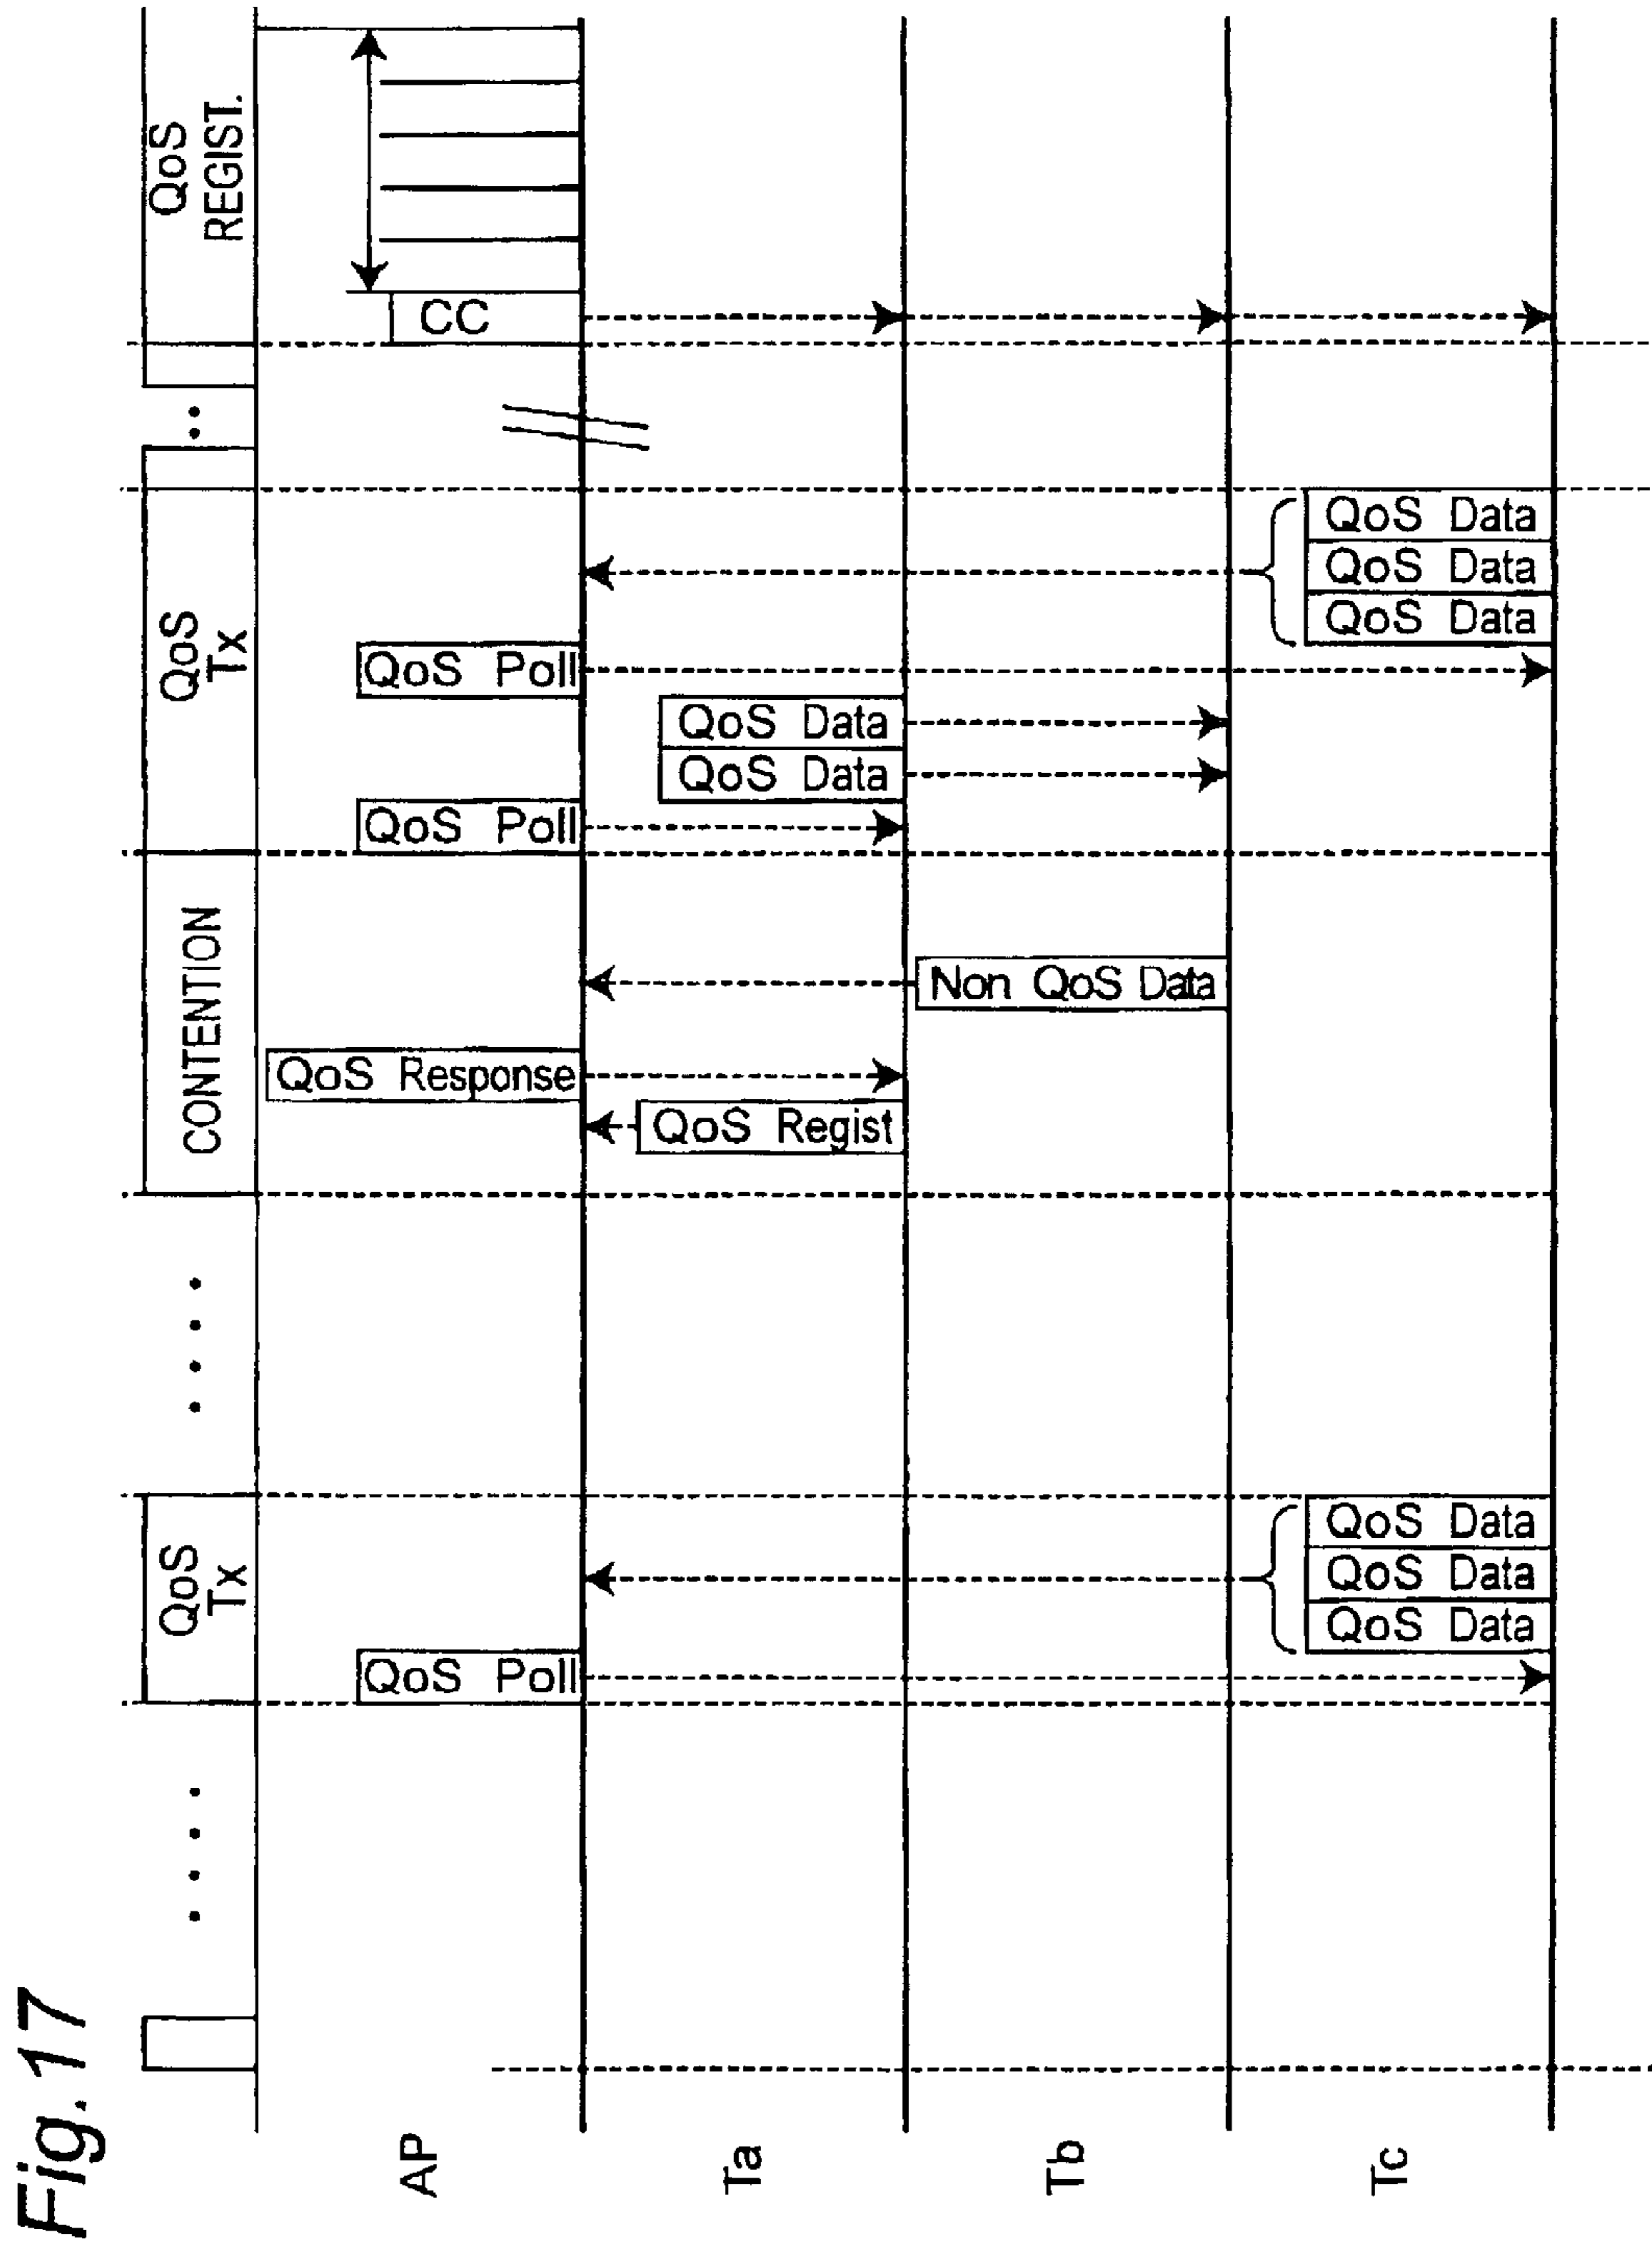 Fig.17
QoS
Tx
CONTENTION
QoS
Tx
QoS
REGIST.
AP
QoS Poll
QoS Response
QoS Poll
QoS Poll
CC
Ta
QoS Regist
QoS Data
QoS Data
Tb
Non QoS Data
Tc
QoS Data
QoS Data
QoS Data
QoS Data
QoS Data
QoS Data